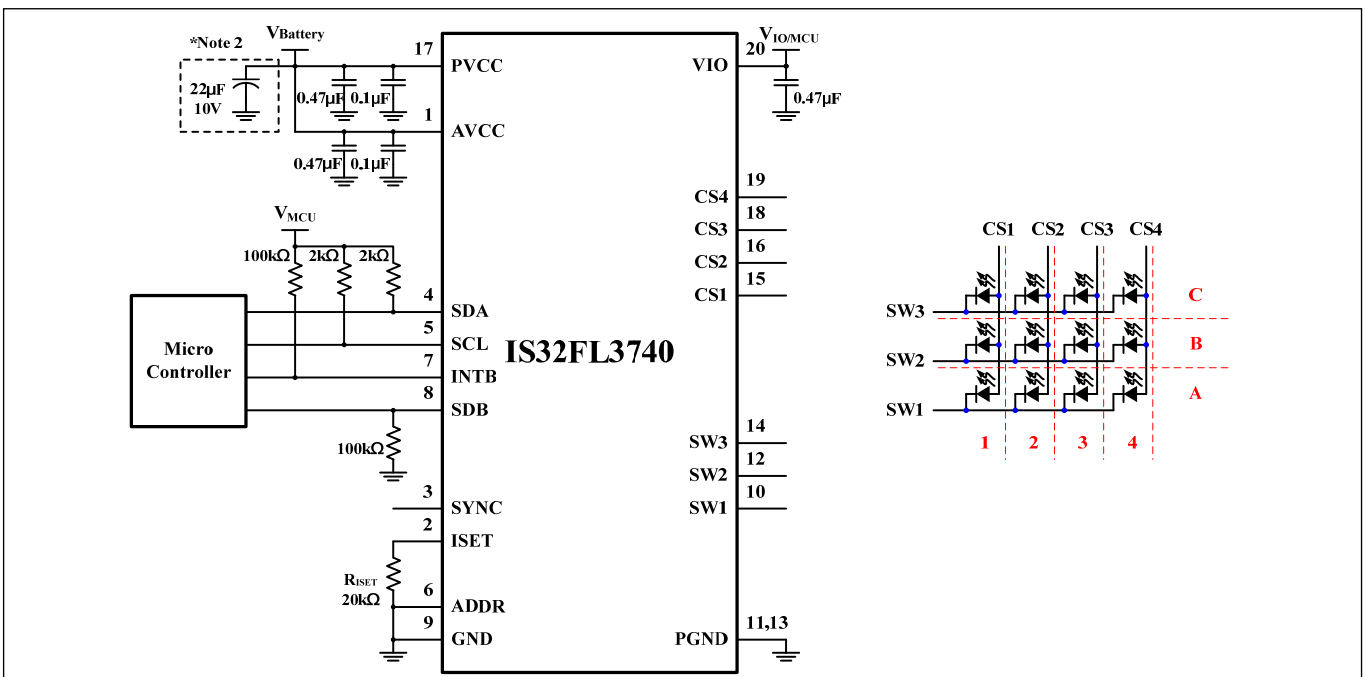 *Note 2
VBattery
22µF
10V
0.47µF
0.1µF
17
PVCC
1
AVCC
0.47µF
0.1µF
VMCU
100kΩ
2kΩ
2kΩ
Micro
Controller
4
SDA
5
SCL
7
INTB
8
SDB
100kΩ
3
SYNC
2
ISET
RISET
20kΩ
6
ADDR
9
GND
IS32FL3740
VIO/MCU
20
VIO
0.47µF
19
CS4
18
CS3
16
CS2
15
CS1
14
SW3
12
SW2
10
SW1
11,13
PGND
CS1 CS2 CS3 CS4
SW3 C
SW2 B
SW1 A
1 2 3 4